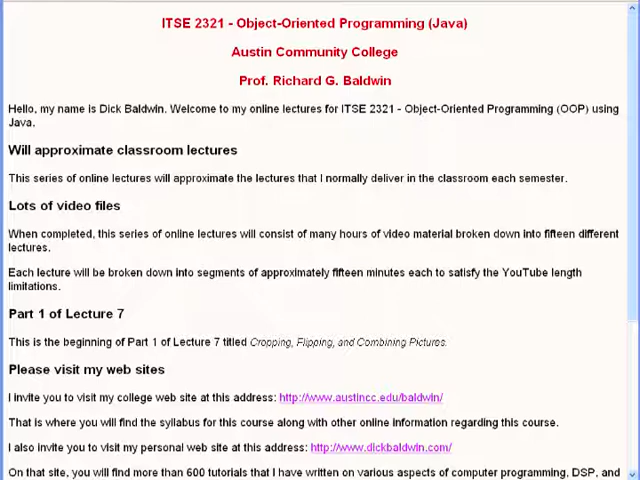 ITSE 2321 - Object-Oriented Programming (Java)
Austin Community College
Prof. Richard G. Baldwin
Hello, my name is Dick Baldwin. Welcome to my online lectures for ITSE 2321 - Object-Oriented Programming (OOP) using
Java.
Will approximate classroom lectures
This series of online lectures will approximate the lectures that I normally deliver in the classroom each semester.
Lots of video files
When completed, this series of online lectures will consist of many hours of video material broken down into fifteen different
lectures.
Each lecture will be broken down into segments of approximately fifteen minutes each to satisfy the YouTube length
limitations.
Part 1 of Lecture 7
This is the beginning of Part 1 of Lecture 7 titled Cropping, Flipping, and Combining Pictures.
Please visit my web sites
I invite you to visit my college web site at this address: http://www.austincc.edu/baldwin/
That is where you will find the syllabus for this course along with other online information regarding this course.
I also invite you to visit my personal web site at this address: http://www.dickbaldwin.com/
On that site, you will find more than 600 tutorials that I have written on various aspects of computer programming, DSP, and